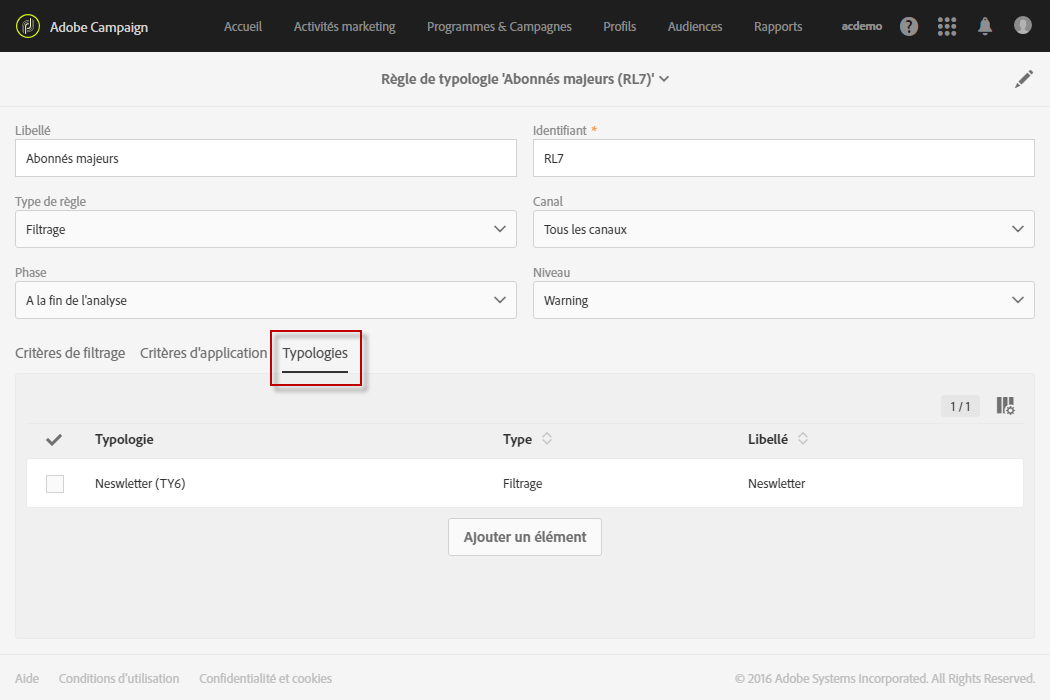 Adobe Campaign
Accueil Activités marketing Programmes & Campagnes Profils Audiences Rapports acdemo ?
Règle de typologie 'Abonnés majeurs (RL7)'
Libellé Identifiant *
Abonnés majeurs RL7
Type de règle Canal
Filtrage Tous les canaux
Phase Niveau
A la fin de l'analyse Warning
Critères de filtrage Critères d'application Typologies
1 / 1
Typologie Type Libellé
Neswletter (TY6) Filtrage Neswletter
Ajouter un élément
Aide Conditions d'utilisation Confidentialité et cookies © 2016 Adobe Systems Incorporated. All Rights Reserved.